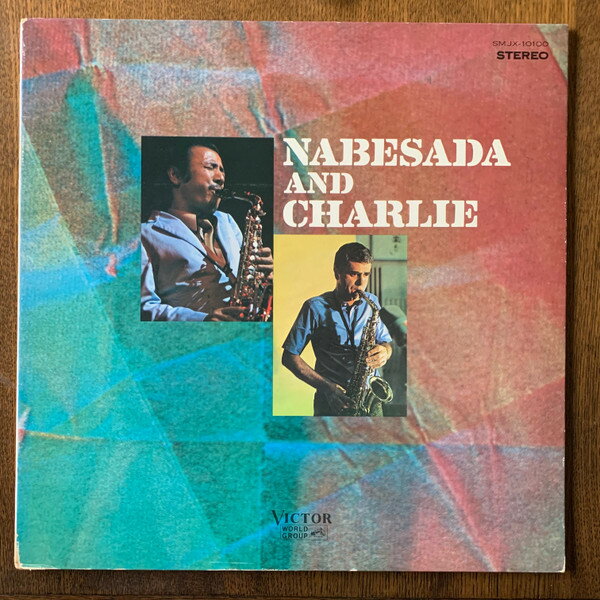 SMJX-10100
STEREO
NABESADA
AND
CHARLIE
VICTOR
WORLD
GROUP